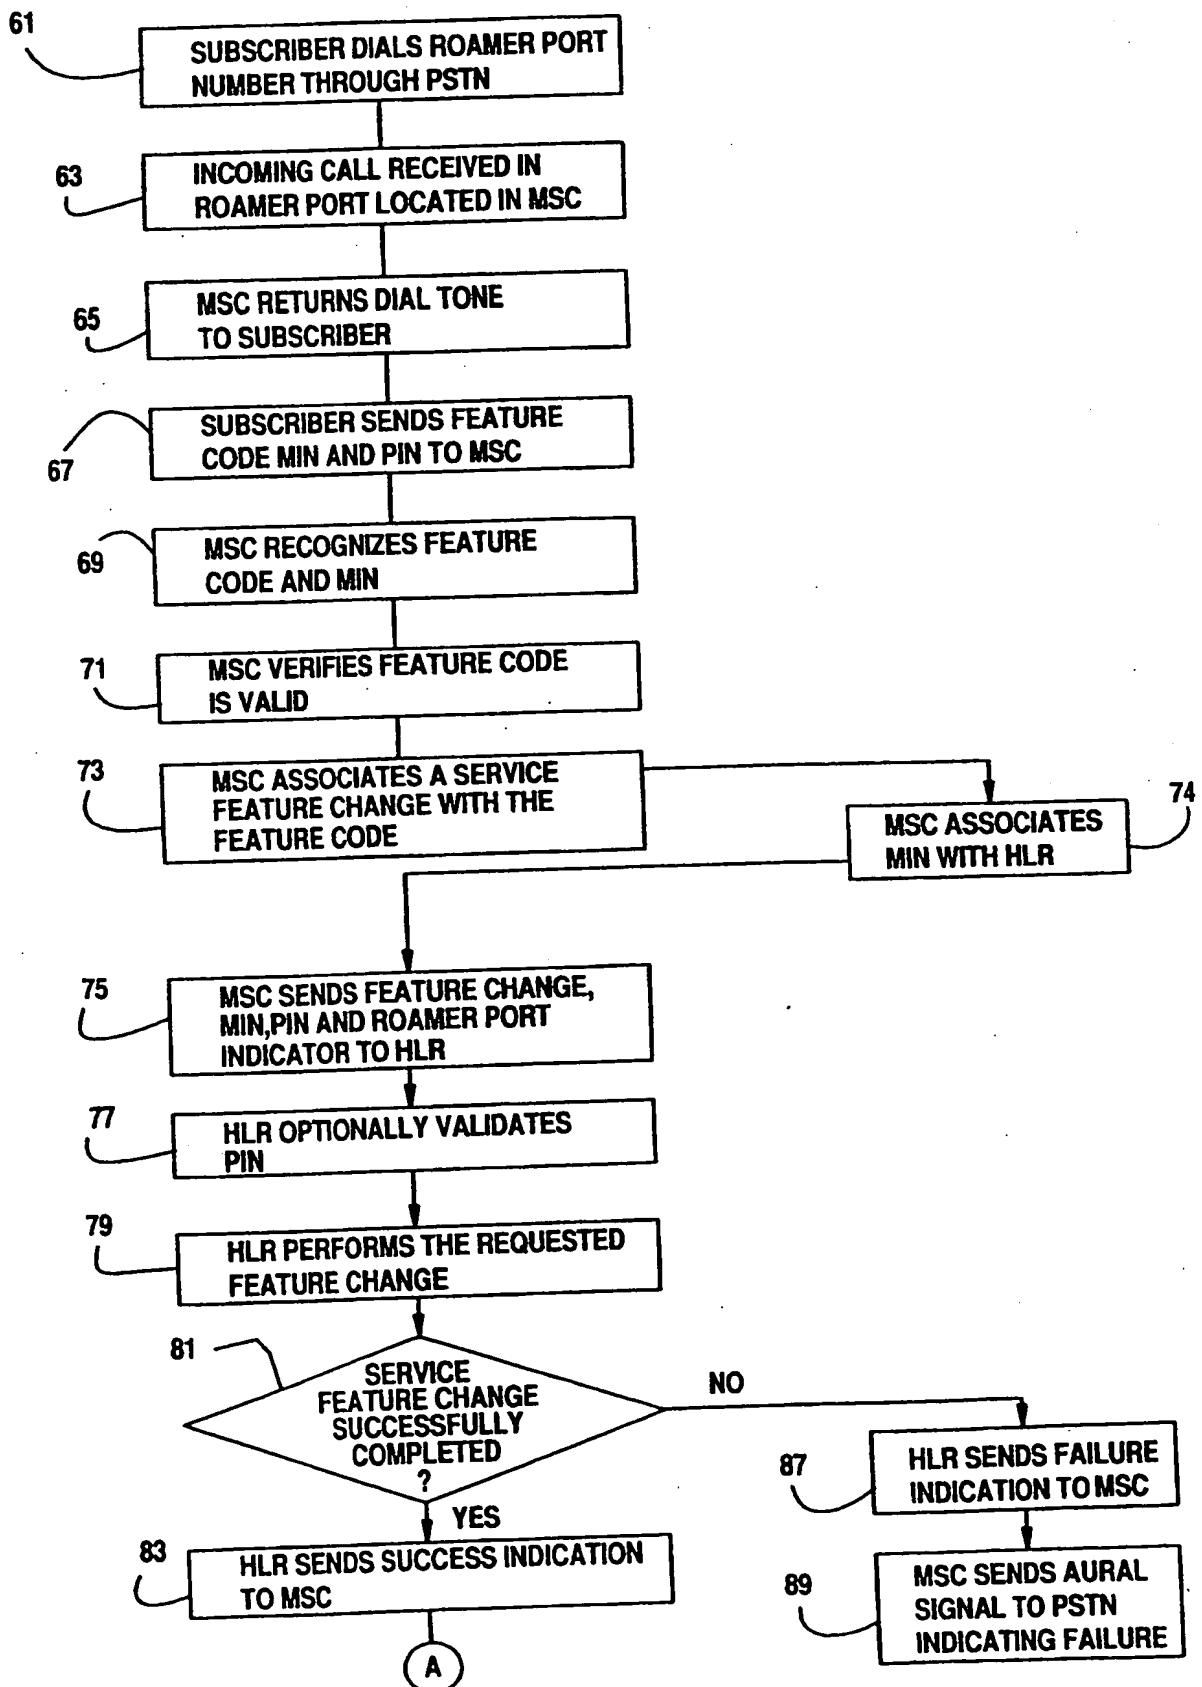 61
SUBSCRIBER DIALS ROAMER PORT
NUMBER THROUGH PSTN
63
INCOMING CALL RECEIVED IN
ROAMER PORT LOCATED IN MSC
65
MSC RETURNS DIAL TONE
TO SUBSCRIBER
67
SUBSCRIBER SENDS FEATURE
CODE MIN AND PIN TO MSC
69
MSC RECOGNIZES FEATURE
CODE AND MIN
71
MSC VERIFIES FEATURE CODE
IS VALID
73
MSC ASSOCIATES A SERVICE
FEATURE CHANGE WITH THE
FEATURE CODE
74
MSC ASSOCIATES
MIN WITH HLR
75
MSC SENDS FEATURE CHANGE,
MIN,PIN AND ROAMER PORT
INDICATOR TO HLR
77
HLR OPTIONALLY VALIDATES
PIN
79
HLR PERFORMS THE REQUESTED
FEATURE CHANGE
81
SERVICE
FEATURE CHANGE
SUCCESSFULLY
COMPLETED
?
NO
YES
87
HLR SENDS FAILURE
INDICATION TO MSC
83
HLR SENDS SUCCESS INDICATION
TO MSC
89
MSC SENDS AURAL
SIGNAL TO PSTN
INDICATING FAILURE
A